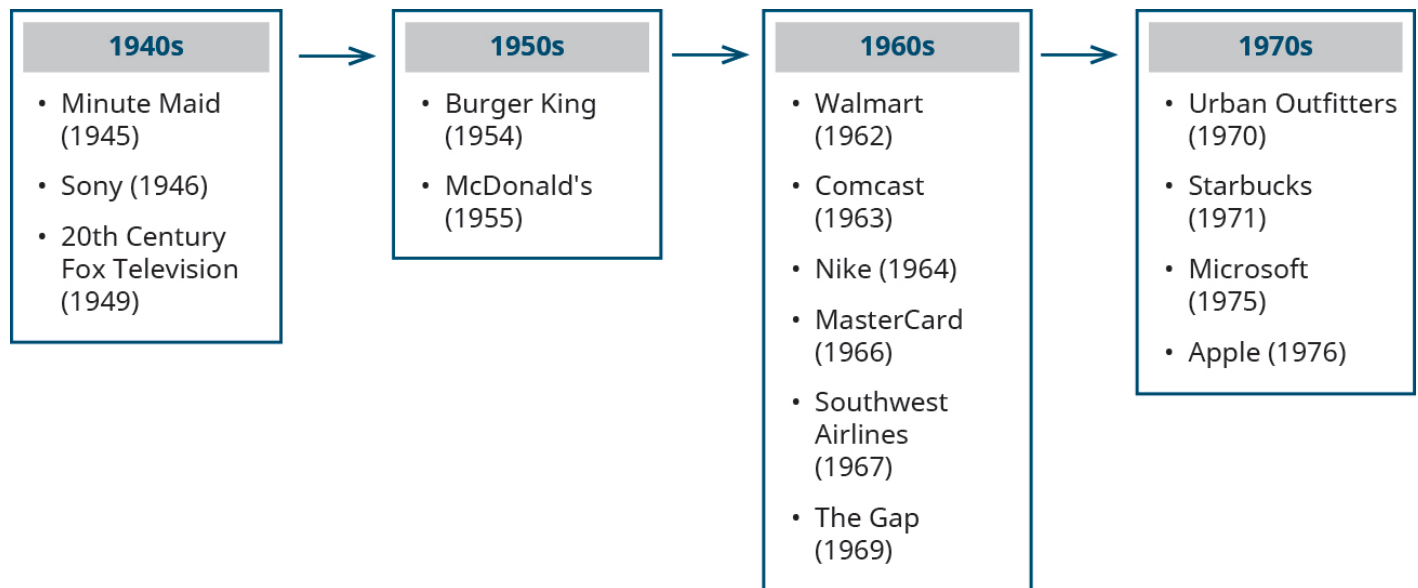 1940s
• Minute Maid
(1945)
• Sony (1946)
• 20th Century
Fox Television
(1949)
1950s
• Burger King
(1954)
• McDonald's
(1955)
1960s
• Walmart
(1962)
• Comcast
(1963)
• Nike (1964)
• MasterCard
(1966)
• Southwest
Airlines
(1967)
• The Gap
(1969)
1970s
• Urban Outfitters
(1970)
• Starbucks
(1971)
• Microsoft
(1975)
• Apple (1976)